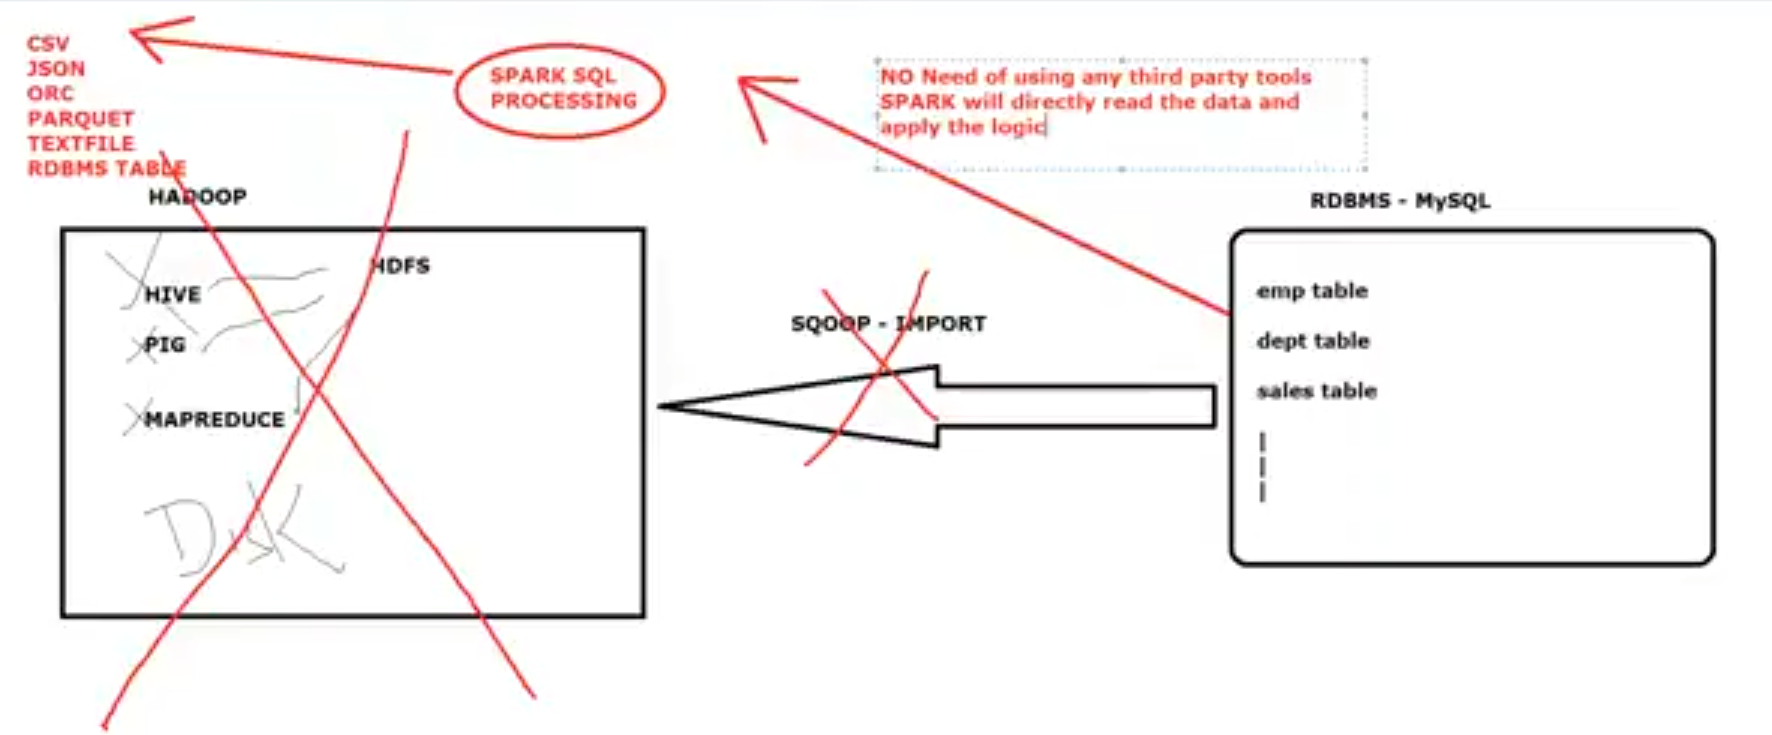 CSV
JSON
ORC
PARQUET
TEXTFILE
RDBMS TABLE
SPARK SQL
PROCESSING
NO Need of using any third party tools
SPARK will directly read the data and
apply the logic
HADOOP
HDFS
HIVE
PIG
MAPREDUCE
DISK
SQOOP - IMPORT
RDBMS - MySQL
emp table
dept table
sales table
|
|
|